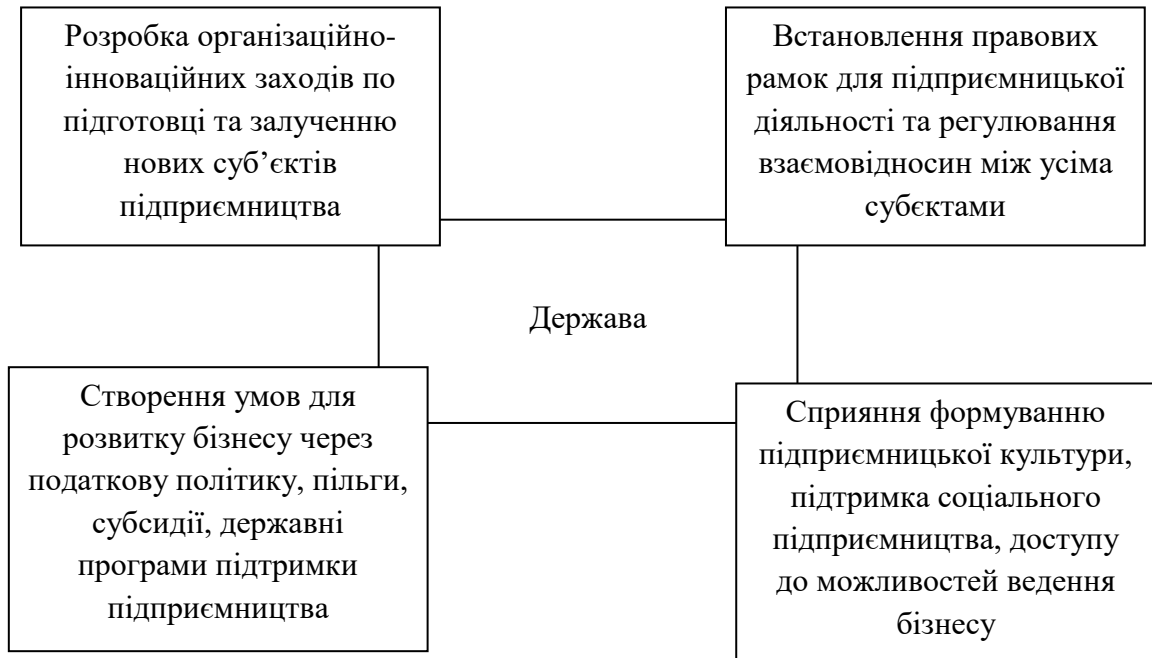 Розробка організаційно-
інноваційних заходів по
підготовці та залученню
нових суб’єктів
підприємництва
Встановлення правових
рамок для підприємницької
діяльності та регулювання
взаємовідносин між усіма
субєктами
Держава
Створення умов для
розвитку бізнесу через
податкову політику, пільги,
субсидії, державні
програми підтримки
підприємництва
Сприяння формуванню
підприємницької культури,
підтримка соціального
підприємництва, доступу
до можливостей ведення
бізнесу